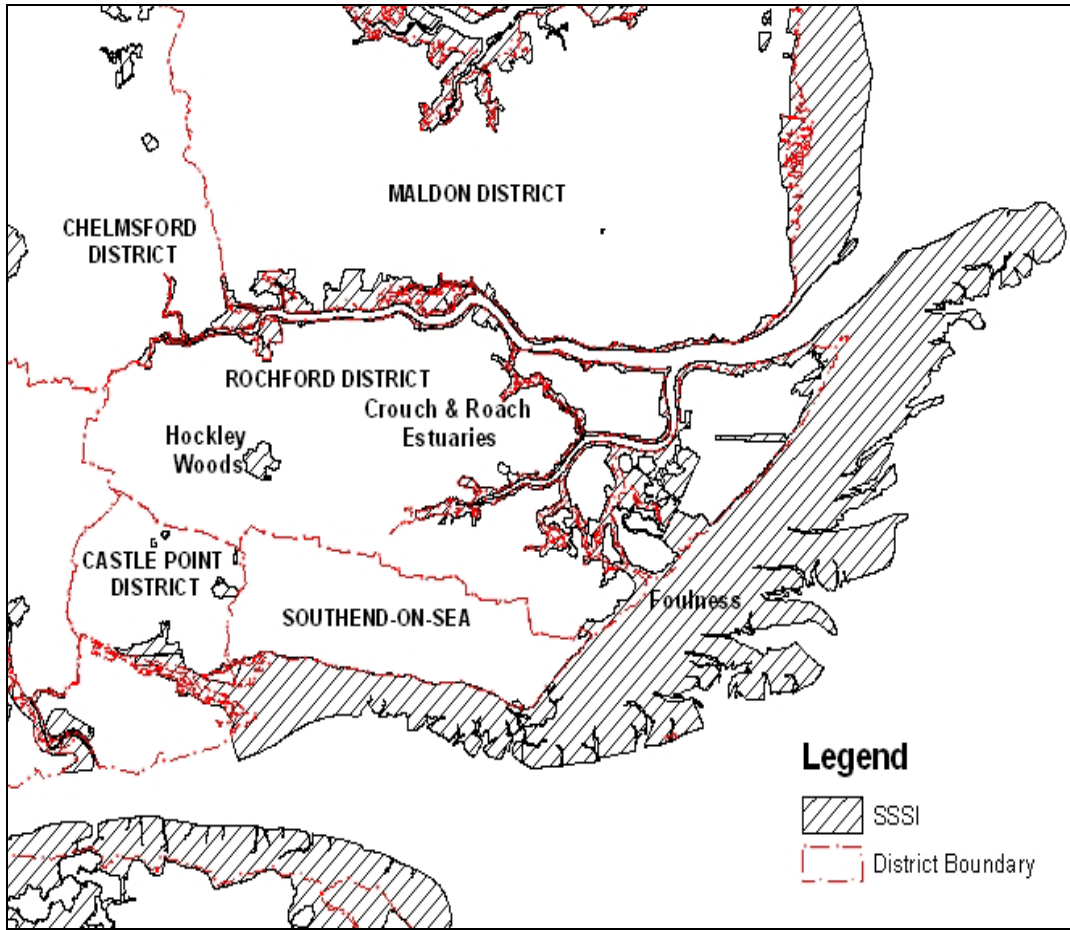 MALDON DISTRICT
CHELMSFORD
DISTRICT
ROCHFORD DISTRICT
Crouch & Roach
Estuaries
Hockley
Woods
CASTLE POINT
DISTRICT
SOUTHEND-ON-SEA
Foulness
Legend
SSSI
District Boundary